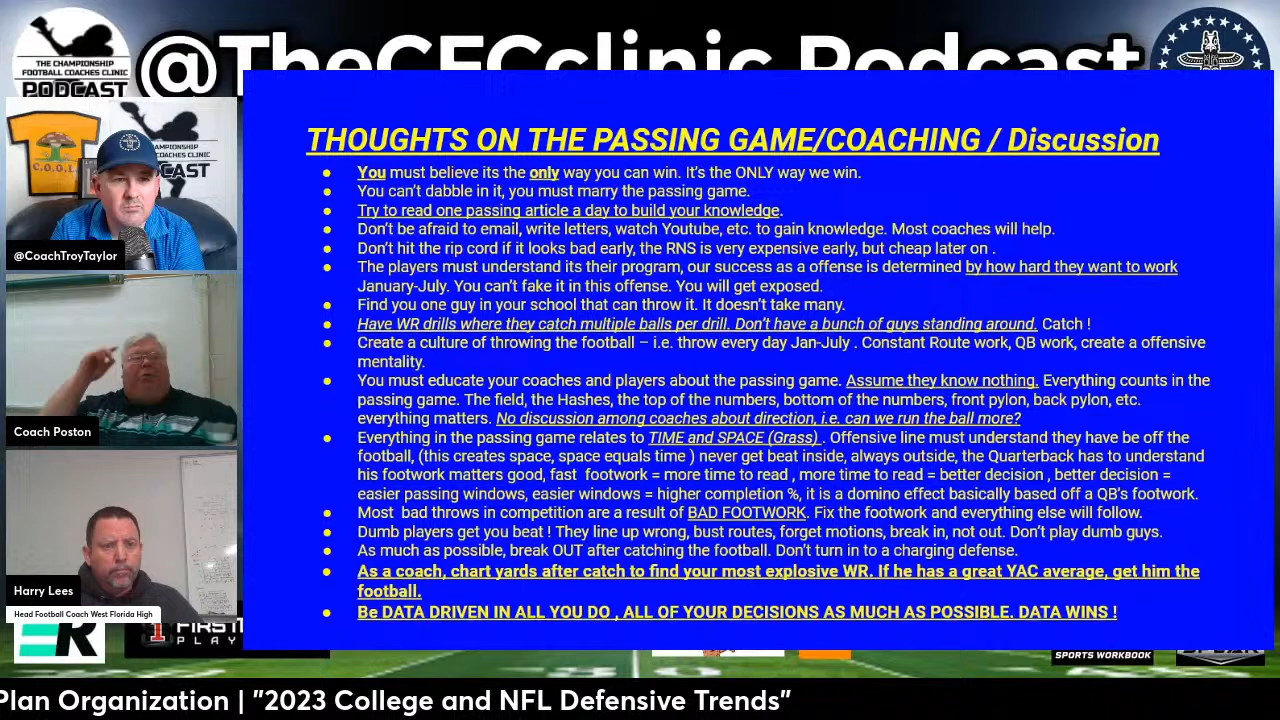 THE CHAMPIONSHIP
FOOTBALL COACHES CLINIC
PODCAST
@TheCFCclinic Podcast
C.O.O.L
CHAMPIONSHIP
COACHES CLINIC
CAST
@CoachTroyTaylor
Coach Poston
Harry Lees
Head Football Coach West Florida High
THOUGHTS ON THE PASSING GAME/COACHING / Discussion
● You must believe its the only way you can win. It's the ONLY way we win.
● You can't dabble in it, you must marry the passing game.
● Try to read one passing article a day to build your knowledge.
● Don't be afraid to email, write letters, watch Youtube, etc. to gain knowledge. Most coaches will help.
● Don't hit the rip cord if it looks bad early, the RNS is very expensive early, but cheap later on .
● The players must understand its their program, our success as a offense is determined by how hard they want to work
January-July. You can't fake it in this offense. You will get exposed.
● Find you one guy in your school that can throw it. It doesn't take many.
● Have WR drills where they catch multiple balls per drill. Don't have a bunch of guys standing around. Catch !
● Create a culture of throwing the football – i.e. throw every day Jan-July . Constant Route work, QB work, create a offensive
mentality.
● You must educate your coaches and players about the passing game. Assume they know nothing. Everything counts in the
passing game. The field, the Hashes, the top of the numbers, bottom of the numbers, front pylon, back pylon, etc.
everything matters. No discussion among coaches about direction, i.e. can we run the ball more?
● Everything in the passing game relates to TIME and SPACE (Grass) . Offensive line must understand they have be off the
football, (this creates space, space equals time ) never get beat inside, always outside, the Quarterback has to understand
his footwork matters good, fast footwork = more time to read , more time to read = better decision , better decision =
easier passing windows, easier windows = higher completion %, it is a domino effect basically based off a QB's footwork.
● Most bad throws in competition are a result of BAD FOOTWORK. Fix the footwork and everything else will follow.
● Dumb players get you beat ! They line up wrong, bust routes, forget motions, break in, not out. Don't play dumb guys.
● As much as possible, break OUT after catching the football. Don't turn in to a charging defense.
● As a coach, chart yards after catch to find your most explosive WR. If he has a great YAC average, get him the
football.
● Be DATA DRIVEN IN ALL YOU DO , ALL OF YOUR DECISIONS AS MUCH AS POSSIBLE. DATA WINS !
FIRST
PLAY
SPORTS WORKBOOK
Plan Organization | "2023 College and NFL Defensive Trends"